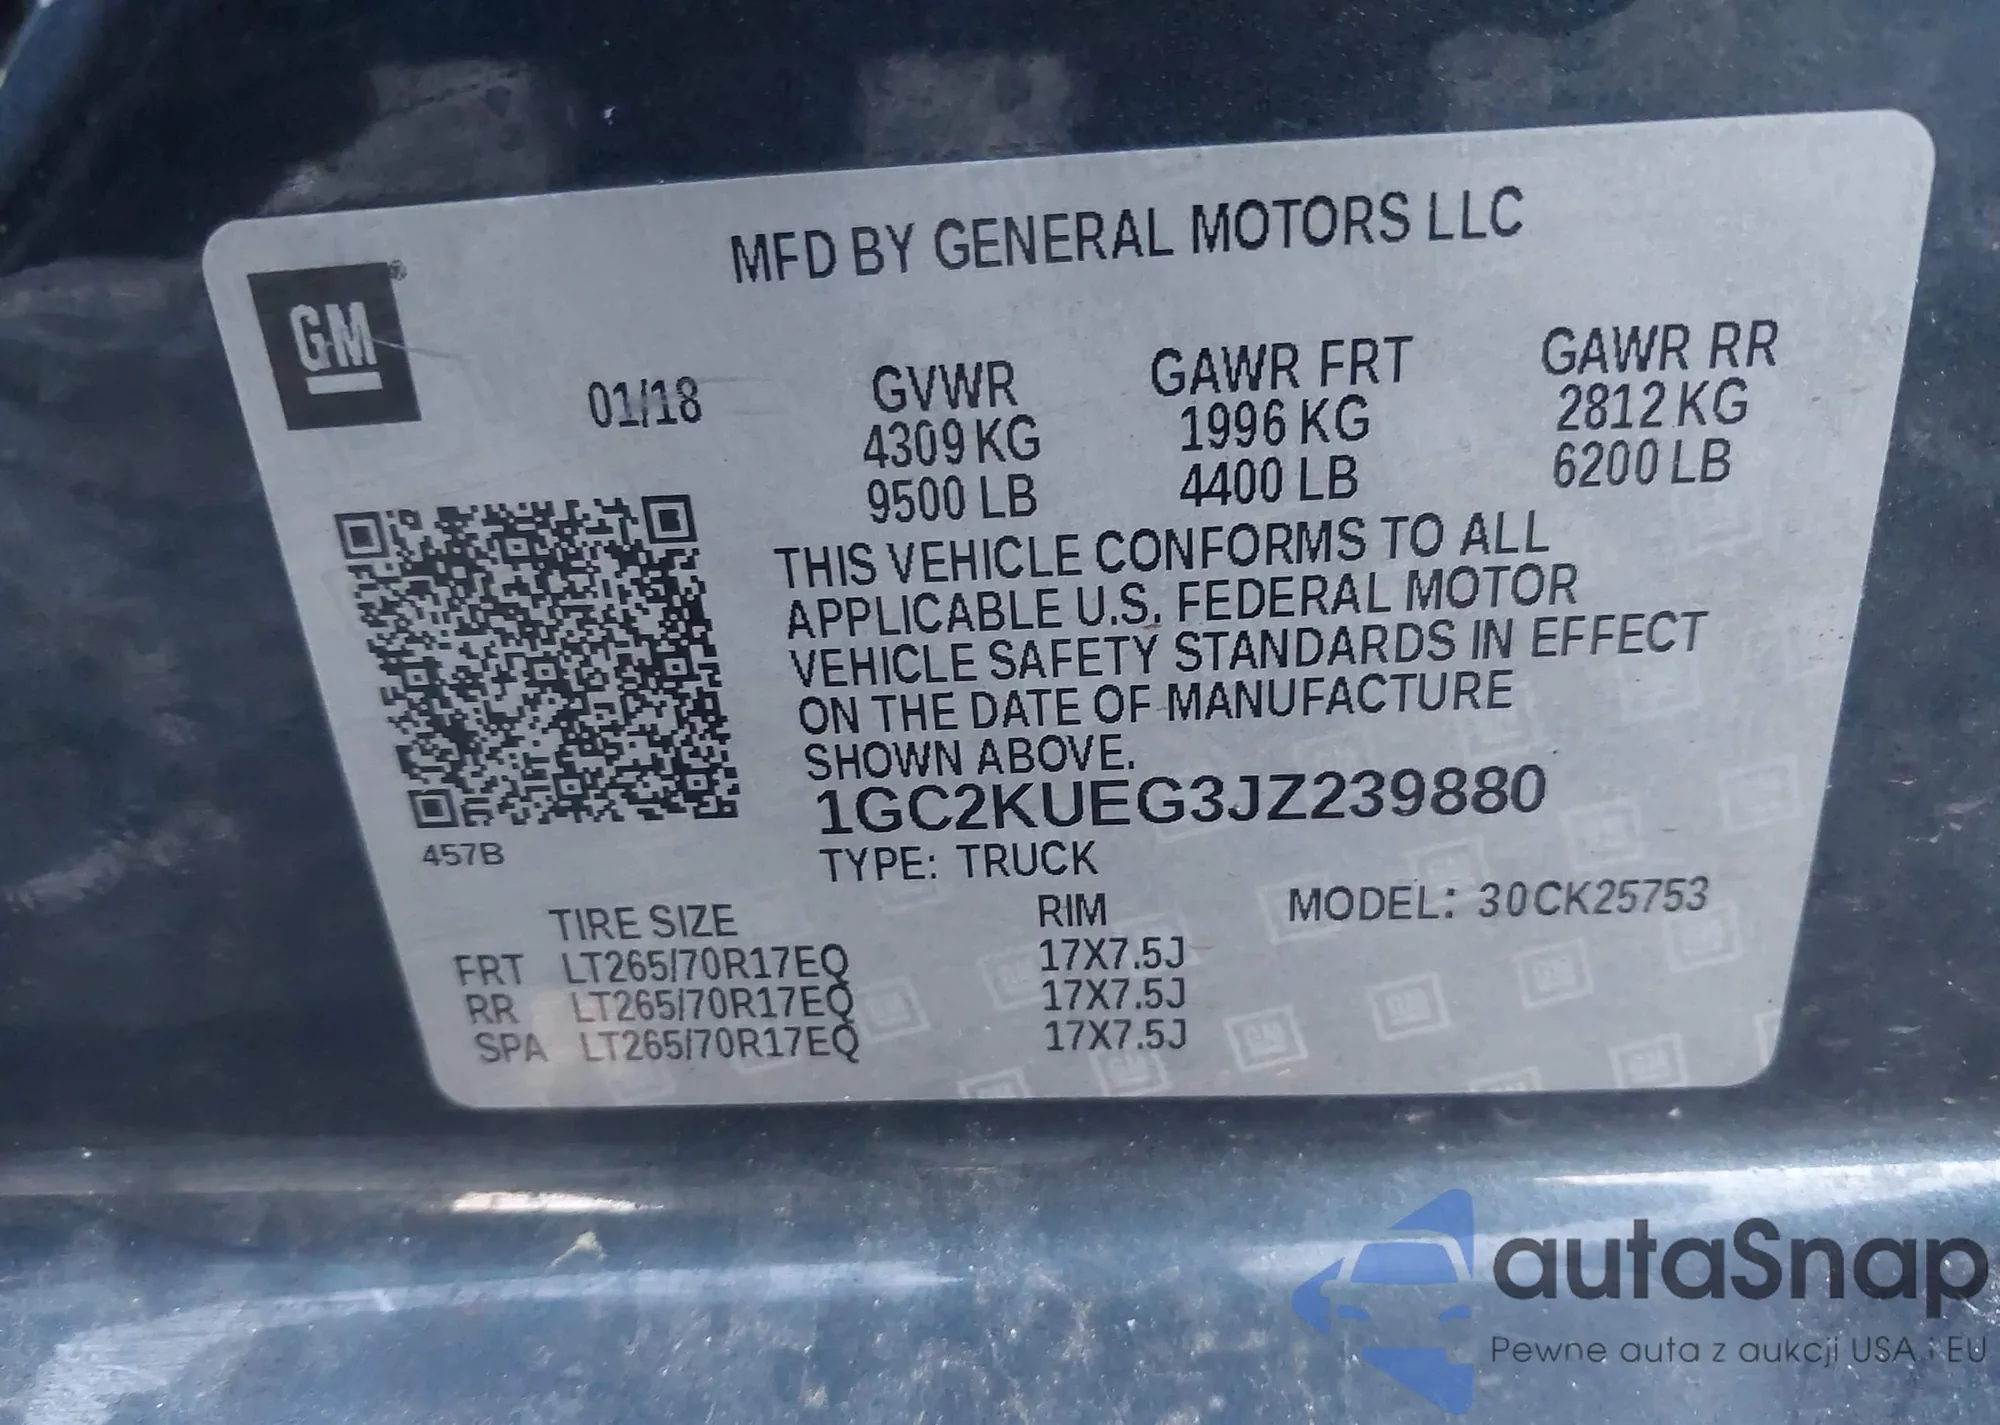 MFD BY GENERAL MOTORS LLC
GM®
01/18
GVWR GAWR FRT GAWR RR
4309 KG 1996 KG 2812 KG
9500 LB 4400 LB 6200 LB
THIS VEHICLE CONFORMS TO ALL
APPLICABLE U.S. FEDERAL MOTOR
VEHICLE SAFETY STANDARDS IN EFFECT
ON THE DATE OF MANUFACTURE
SHOWN ABOVE.
1GC2KUEG3JZ239880
457B
TYPE: TRUCK
TIRE SIZE RIM MODEL: 30CK25753
FRT LT265/70R17EQ 17X7.5J
RR LT265/70R17EQ 17X7.5J
SPA LT265/70R17EQ 17X7.5J
autaSnap
Pewne auta z aukcji USA i EU